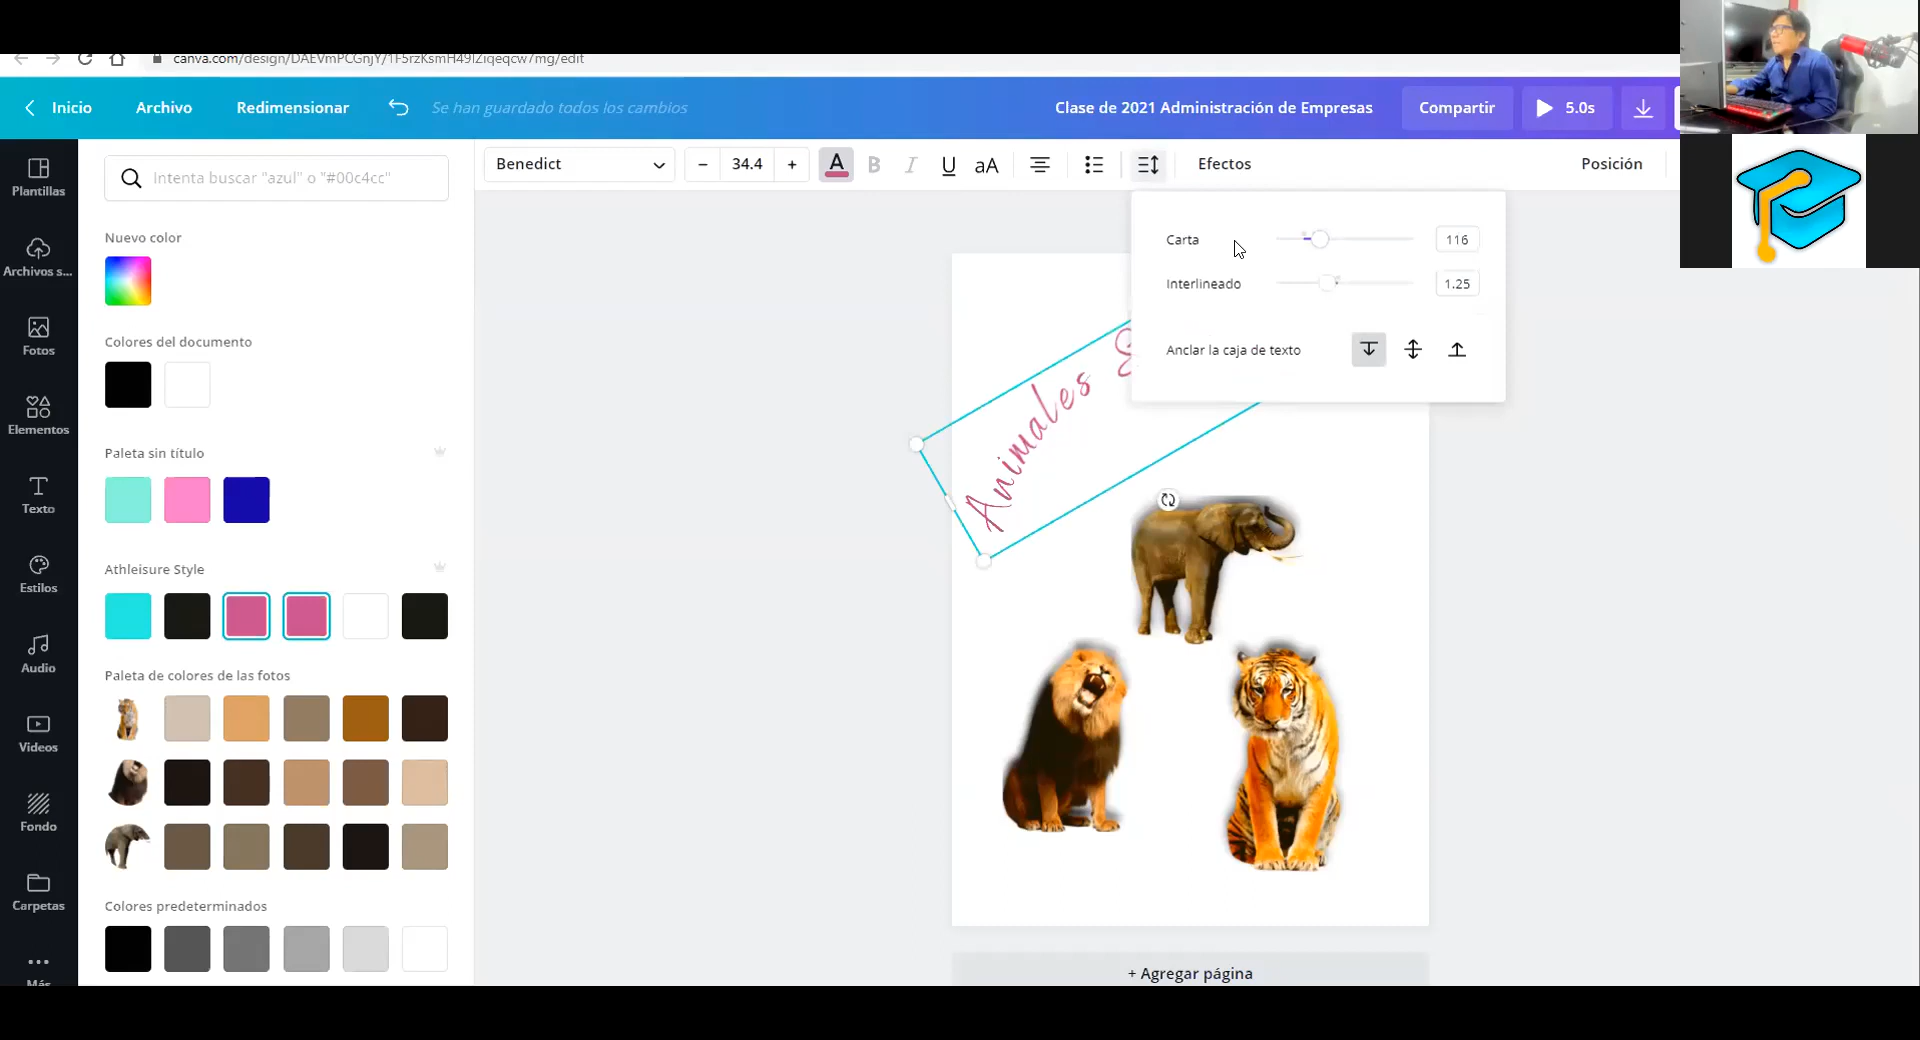 canva.com/design/DAEVmPCGnjY/1F5rzKsmH49lZiqeqcw7mg/edit
Inicio
Archivo
Redimensionar
Se han guardado todos los cambios
Clase de 2021 Administración de Empresas
Compartir
5.0s
Plantillas
Archivos s...
Fotos
Elementos
Texto
Estilos
Audio
Videos
Fondo
Carpetas
Más
Intenta buscar "azul" o "#00c4cc"
Nuevo color
Colores del documento
Paleta sin título
Athleisure Style
Paleta de colores de las fotos
Colores predeterminados
Benedict
– 34.4 +
A B I U aA
Efectos
Posición
Carta
116
Interlineado
1.25
Anclar la caja de texto
Animales S
+ Agregar página